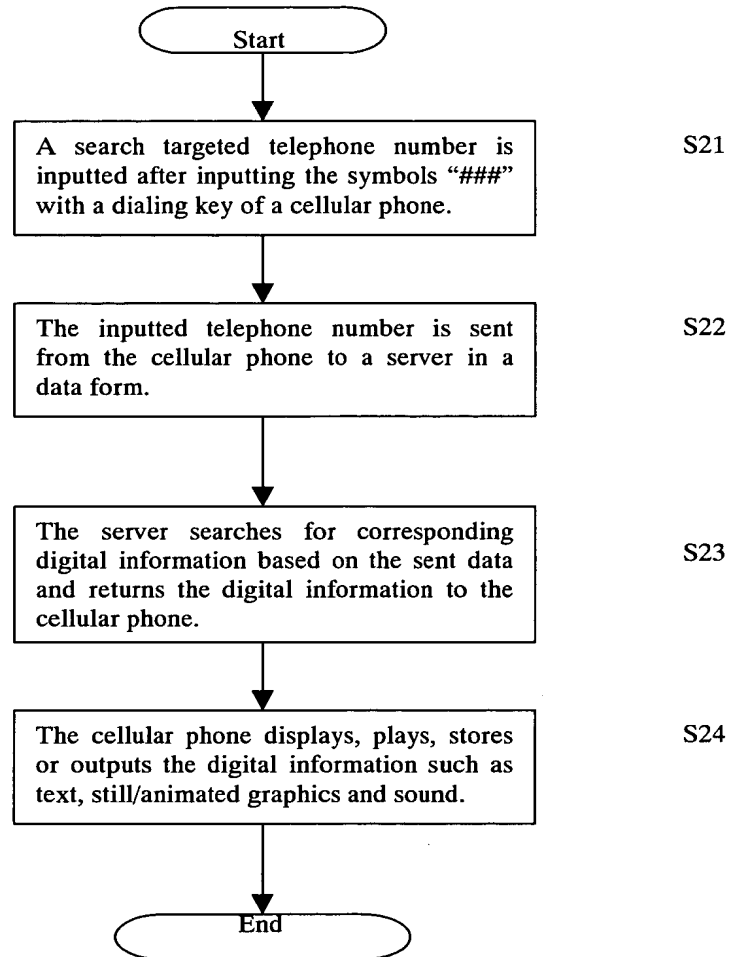 Start
A search targeted telephone number is
inputted after inputting the symbols “###”
with a dialing key of a cellular phone.
S21
The inputted telephone number is sent
from the cellular phone to a server in a
data form.
S22
The server searches for corresponding
digital information based on the sent data
and returns the digital information to the
cellular phone.
S23
The cellular phone displays, plays, stores
or outputs the digital information such as
text, still/animated graphics and sound.
S24
End